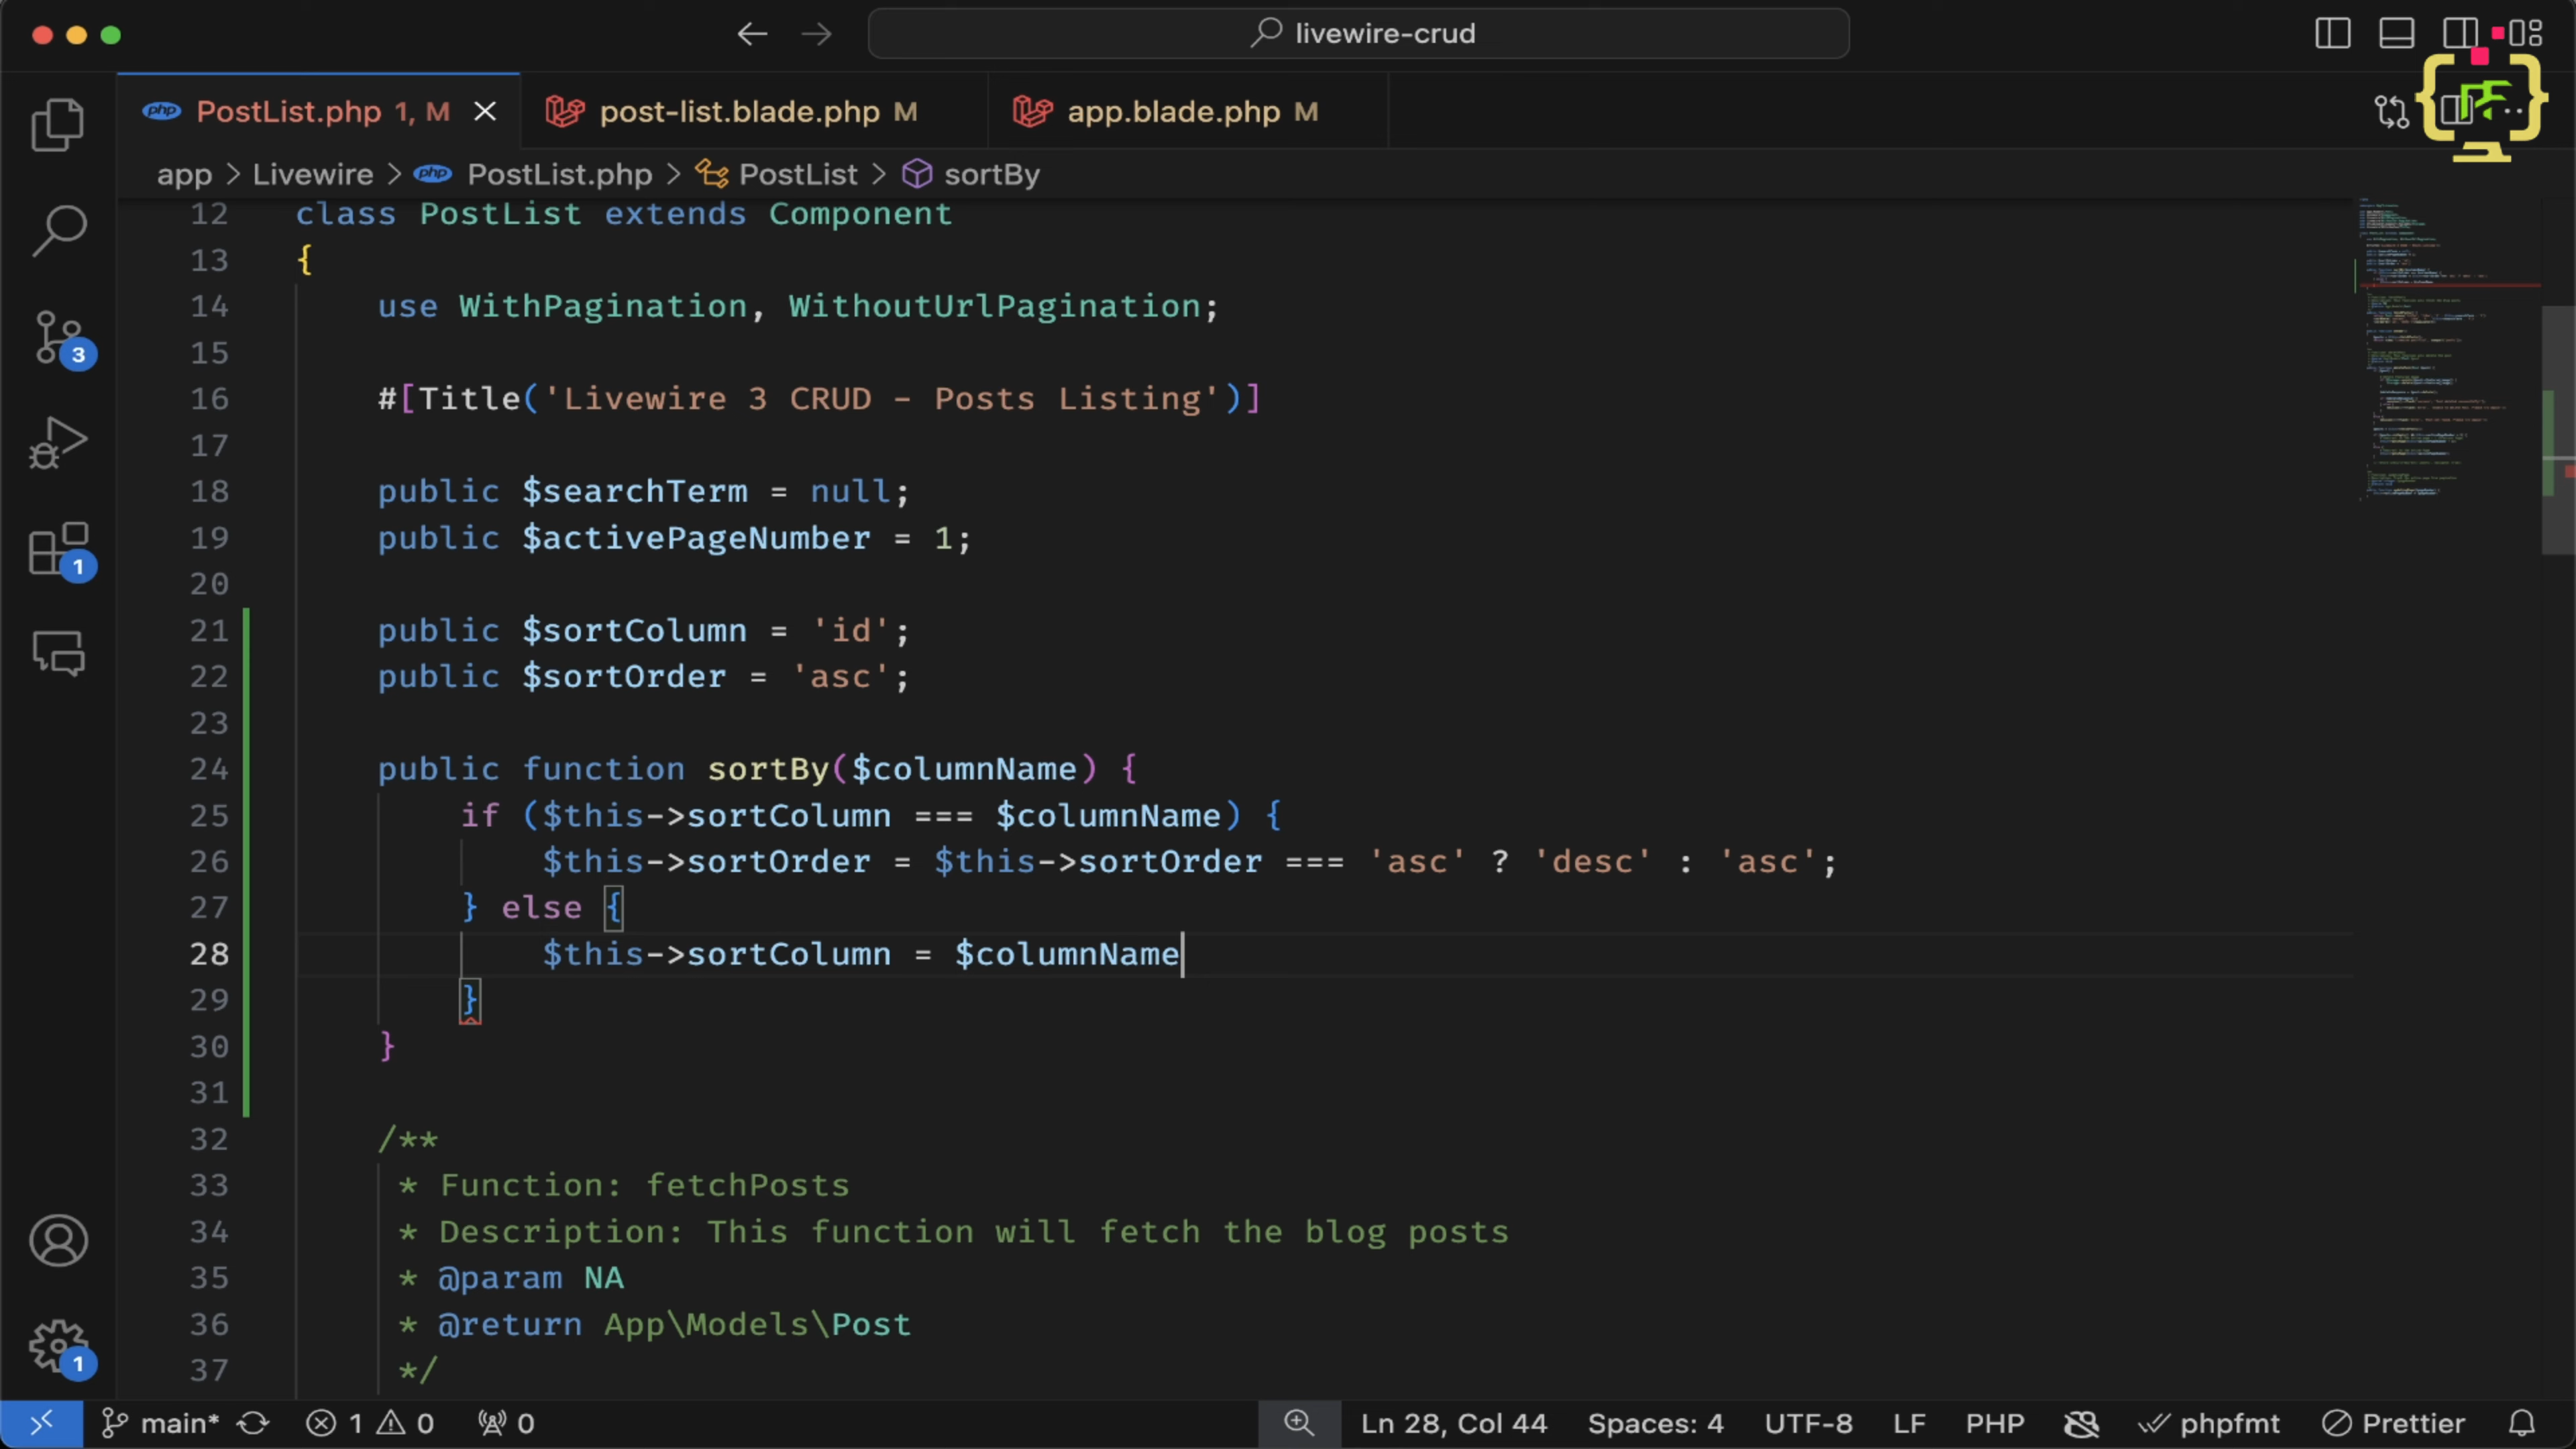 livewire-crud
PostList.php 1, M
post-list.blade.php M
app.blade.php M
app > Livewire > php PostList.php > PostList > sortBy
12 class PostList extends Component
13 {
14 use WithPagination, WithoutUrlPagination;
15
16 #[Title('Livewire 3 CRUD - Posts Listing')]
17
18 public $searchTerm = null;
19 public $activePageNumber = 1;
20
21 public $sortColumn = 'id';
22 public $sortOrder = 'asc';
23
24 public function sortBy($columnName) {
25 if ($this->sortColumn === $columnName) {
26 $this->sortOrder = $this->sortOrder === 'asc' ? 'desc' : 'asc';
27 } else {
28 $this->sortColumn = $columnName
29 }
30 }
31
32 /**
33 * Function: fetchPosts
34 * Description: This function will fetch the blog posts
35 * @param NA
36 * @return App\Models\Post
37 */
3
1
1
main* 1 0 0 Ln 28, Col 44 Spaces: 4 UTF-8 LF PHP phpfmt Prettier